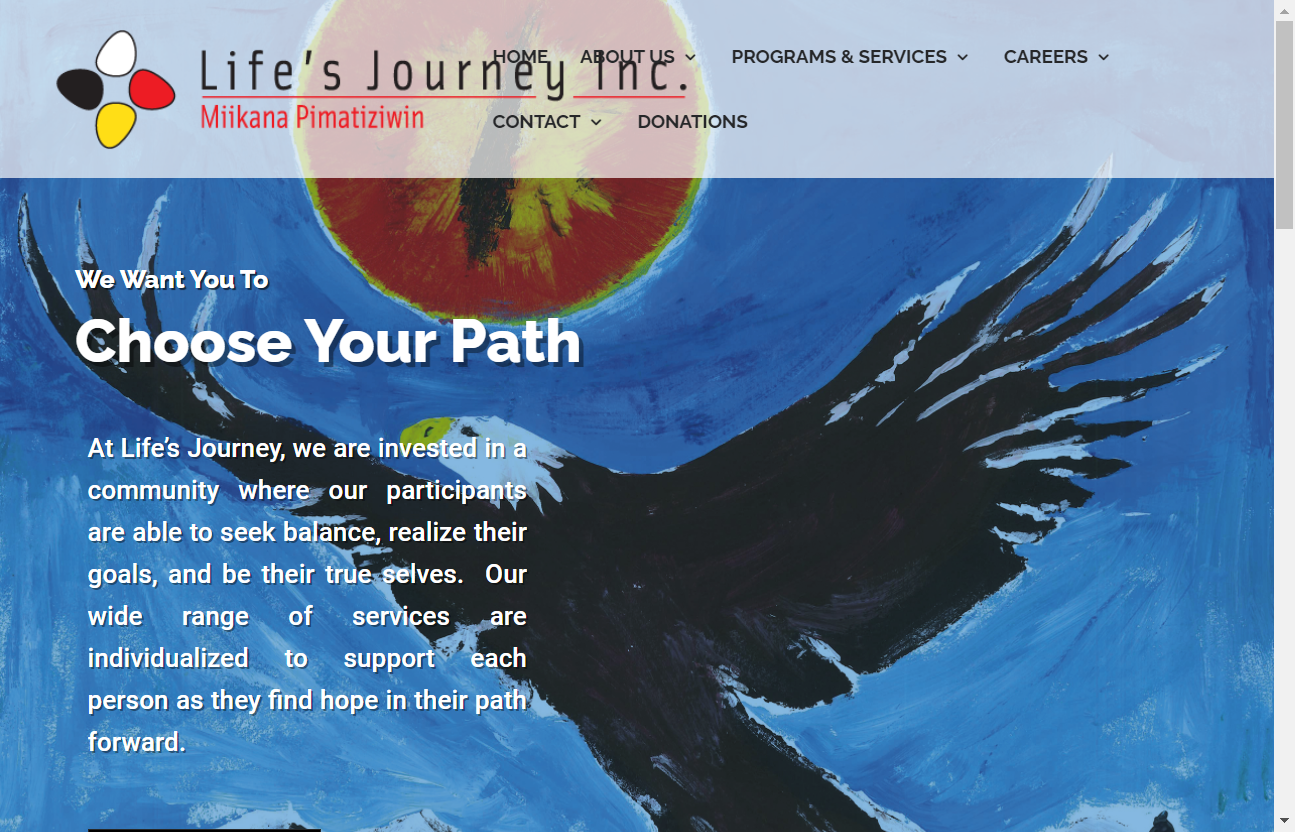 Life's Journey Inc.
Miikana Pimatiziwin
HOME ABOUT US PROGRAMS & SERVICES CAREERS
CONTACT DONATIONS
We Want You To
Choose Your Path
At Life’s Journey, we are invested in a
community where our participants
are able to seek balance, realize their
goals, and be their true selves. Our
wide range of services are
individualized to support each
person as they find hope in their path
forward.